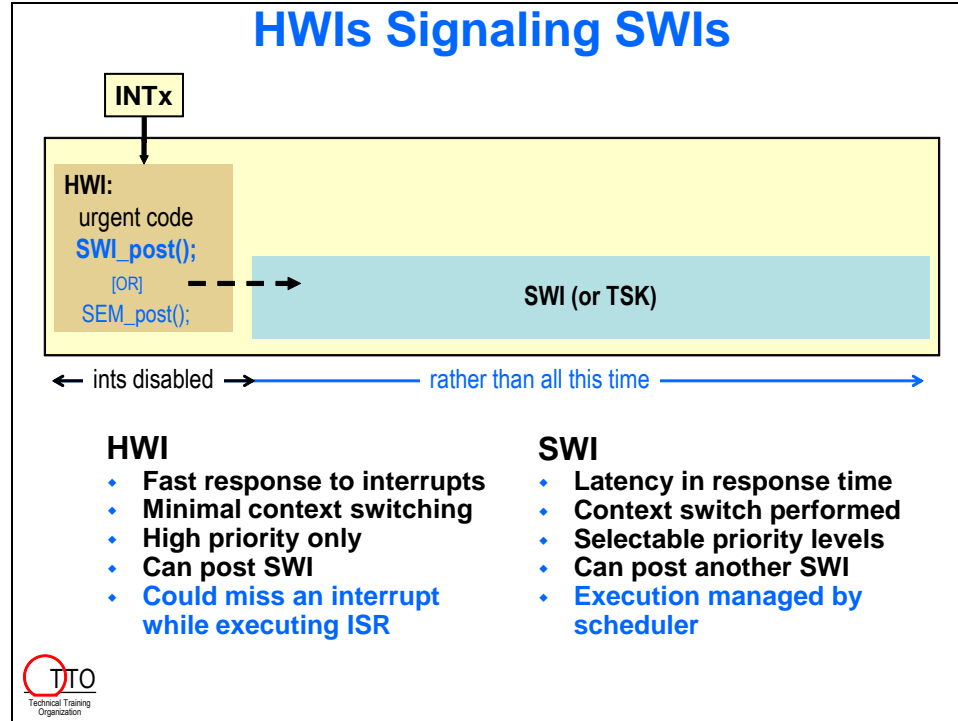 HWIs Signaling SWIs
INTx
HWI:
urgent code
SWI_post();
[OR]
SEM_post();
SWI (or TSK)
ints disabled
rather than all this time
HWI
Fast response to interrupts
Minimal context switching
High priority only
Can post SWI
Could miss an interrupt
while executing ISR
SWI
Latency in response time
Context switch performed
Selectable priority levels
Can post another SWI
Execution managed by
scheduler
TTO
Technical Training
Organization